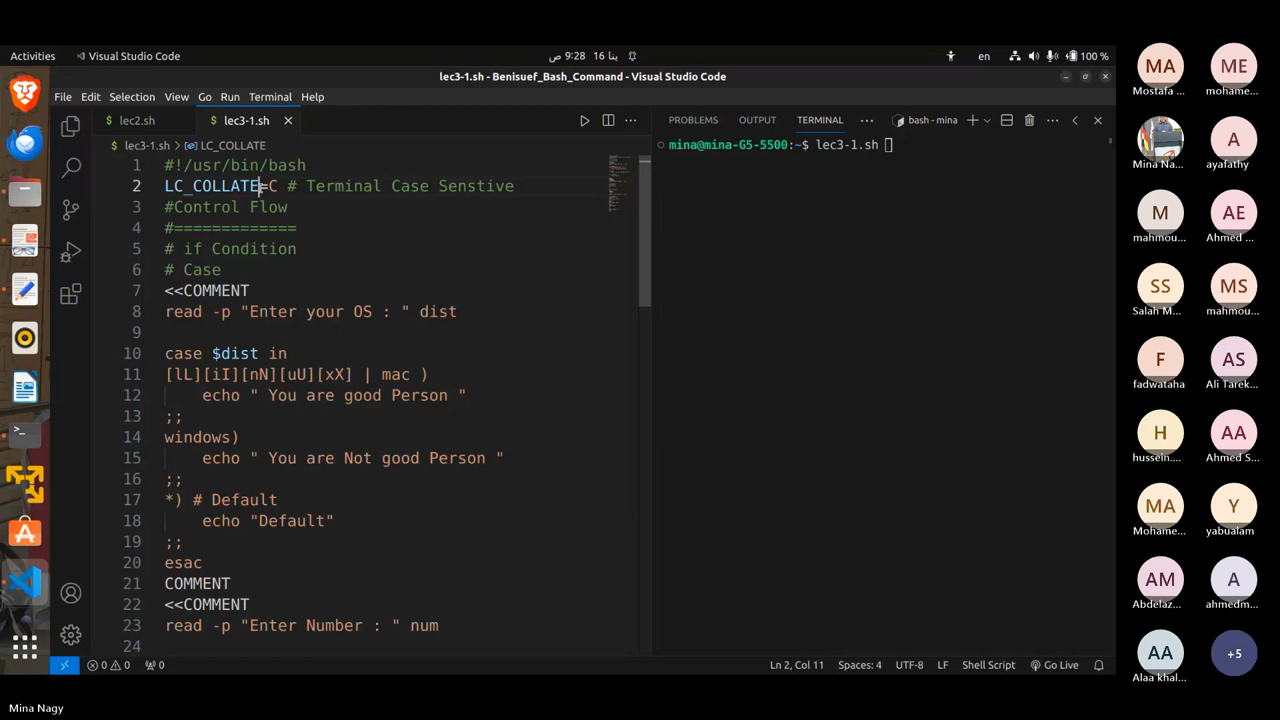 Activities
Visual Studio Code
9:28 16 ينا ص
en
100 %
lec3-1.sh - Benisuef_Bash_Command - Visual Studio Code
File Edit Selection View Go Run Terminal Help
lec2.sh
lec3-1.sh
lec3-1.sh > LC_COLLATE
1 #!/usr/bin/bash
2 LC_COLLATE=C # Terminal Case Senstive
3 #Control Flow
4 #=============
5 # if Condition
6 # Case
7 <<COMMENT
8 read -p "Enter your OS : " dist
9
10 case $dist in
11 [lL][iI][nN][uU][xX] | mac )
12 echo " You are good Person "
13 ;;
14 windows)
15 echo " You are Not good Person "
16 ;;
17 *) # Default
18 echo "Default"
19 ;;
20 esac
21 COMMENT
22 <<COMMENT
23 read -p "Enter Number : " num
24
PROBLEMS OUTPUT TERMINAL ... bash - mina
mina@mina-G5-5500:~$ lec3-1.sh
0 0 0 Ln 2, Col 11 Spaces: 4 UTF-8 LF Shell Script Go Live
MA ME
Mostafa ... mohame...
A
Mina Na... ayafathy
M AE
mahmou... Ahmed ...
SS MS
Salah M... mahmou...
F AS
fadwataha Ali Tarek...
H AA
hussein.... Ahmed S...
MA Y
Mohame... yabualam
AM A
Abdelaz... ahmedm...
AA +5
Alaa khal...
Mina Nagy